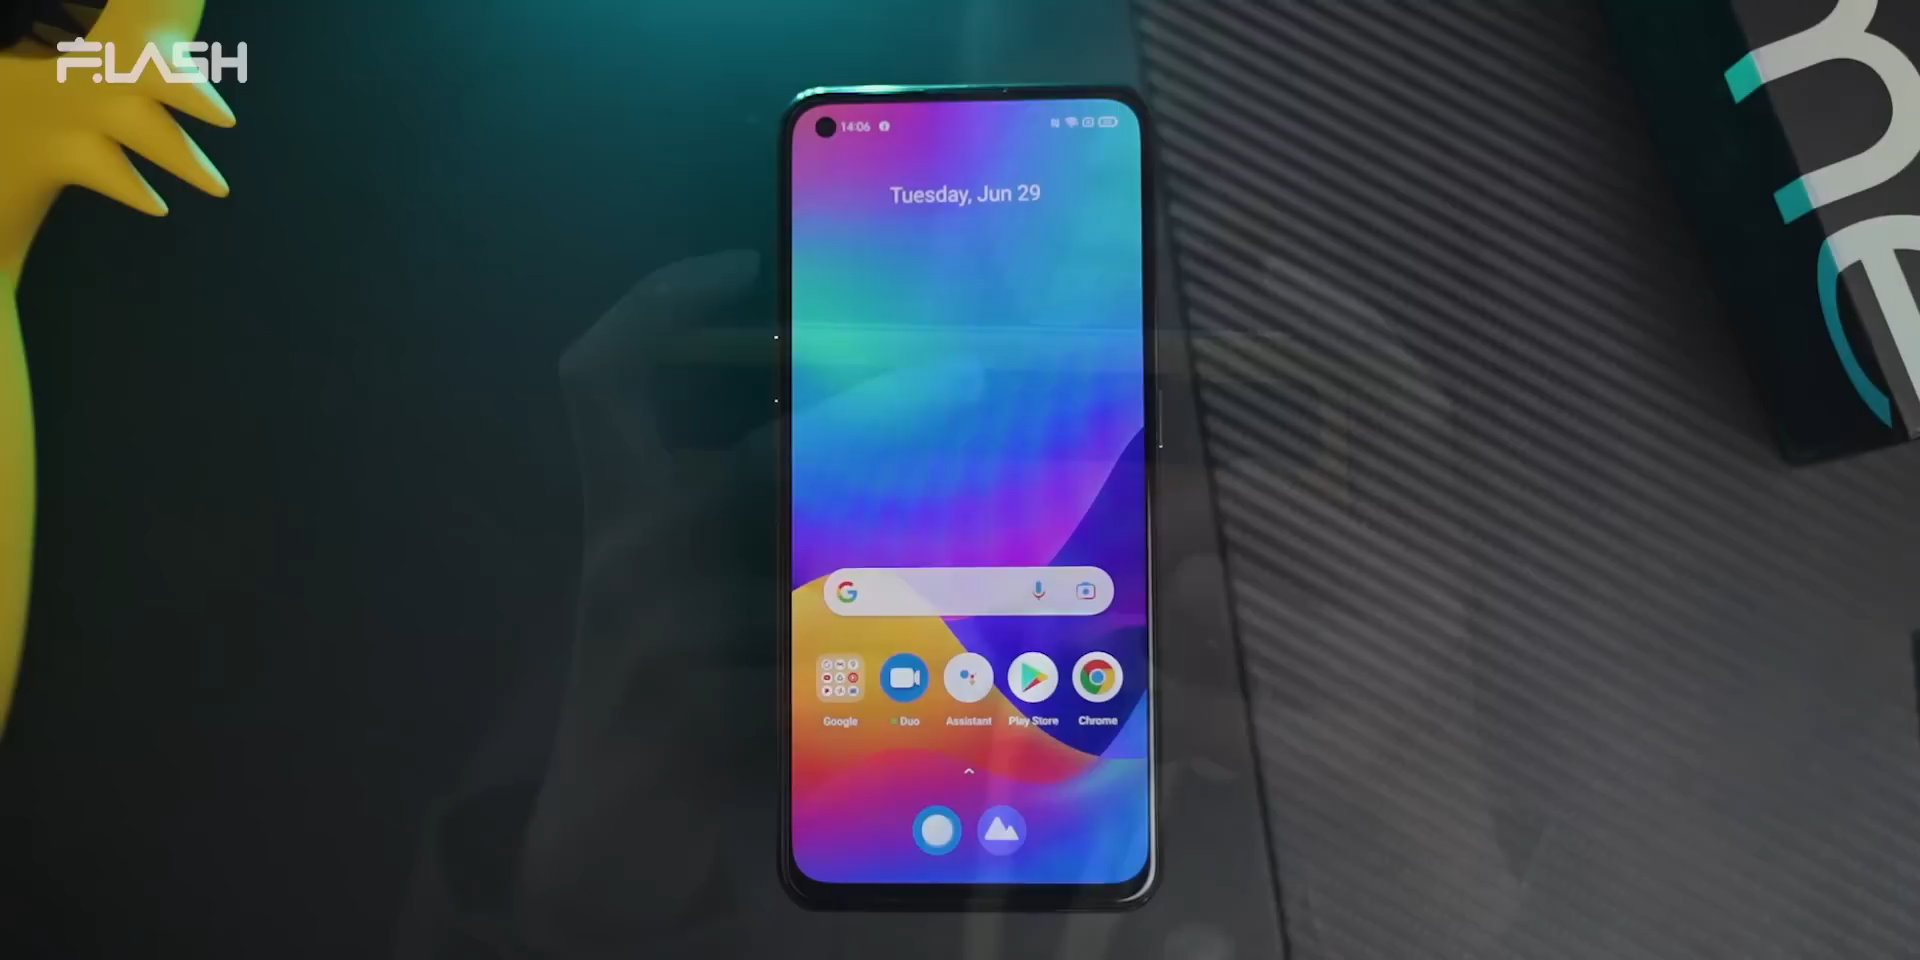 FLASH
14:06
Tuesday, Jun 29
Google
Duo
Assistant
Play Store
Chrome